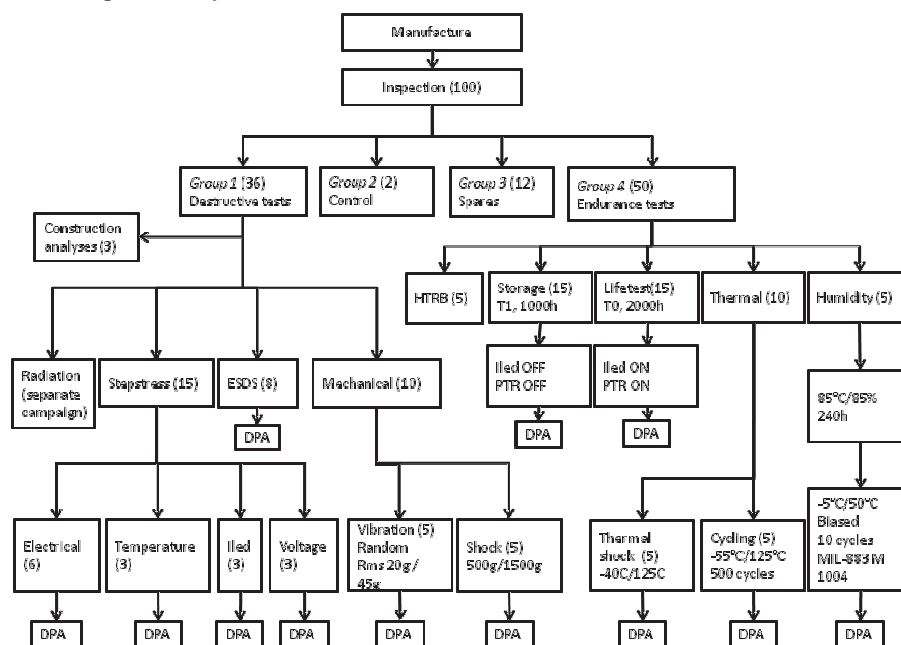 Manufacture
Inspection (100)
Group 1 (36)
Destructive tests
Group 2 (2)
Control
Group 3 (12)
Spares
Group 4 (50)
Endurance tests
Construction
analyses (3)
HTRB (5)
Storage (15)
T1, 1000h
Lifetest(15)
T0, 2000h
Thermal (10)
Humidity (5)
Radiation
(separate
campaign)
Stepstress (15)
ESDS (8)
Mechanical (10)
Iled OFF
PTR OFF
Iled ON
PTR ON
85°C/85%
240h
DPA
DPA
DPA
Electrical
(6)
Temperature
(3)
Iled
(3)
Voltage
(3)
Vibration (5)
Random
Rms 20g/
45g
Shock (5)
500g/1500g
Thermal
shock (5)
-40C/125C
Cycling (5)
-55°C/125°C
500 cycles
-5°C/50°C
Biased
10 cycles
MIL-883 M
1004
DPA
DPA
DPA
DPA
DPA
DPA
DPA
DPA
DPA